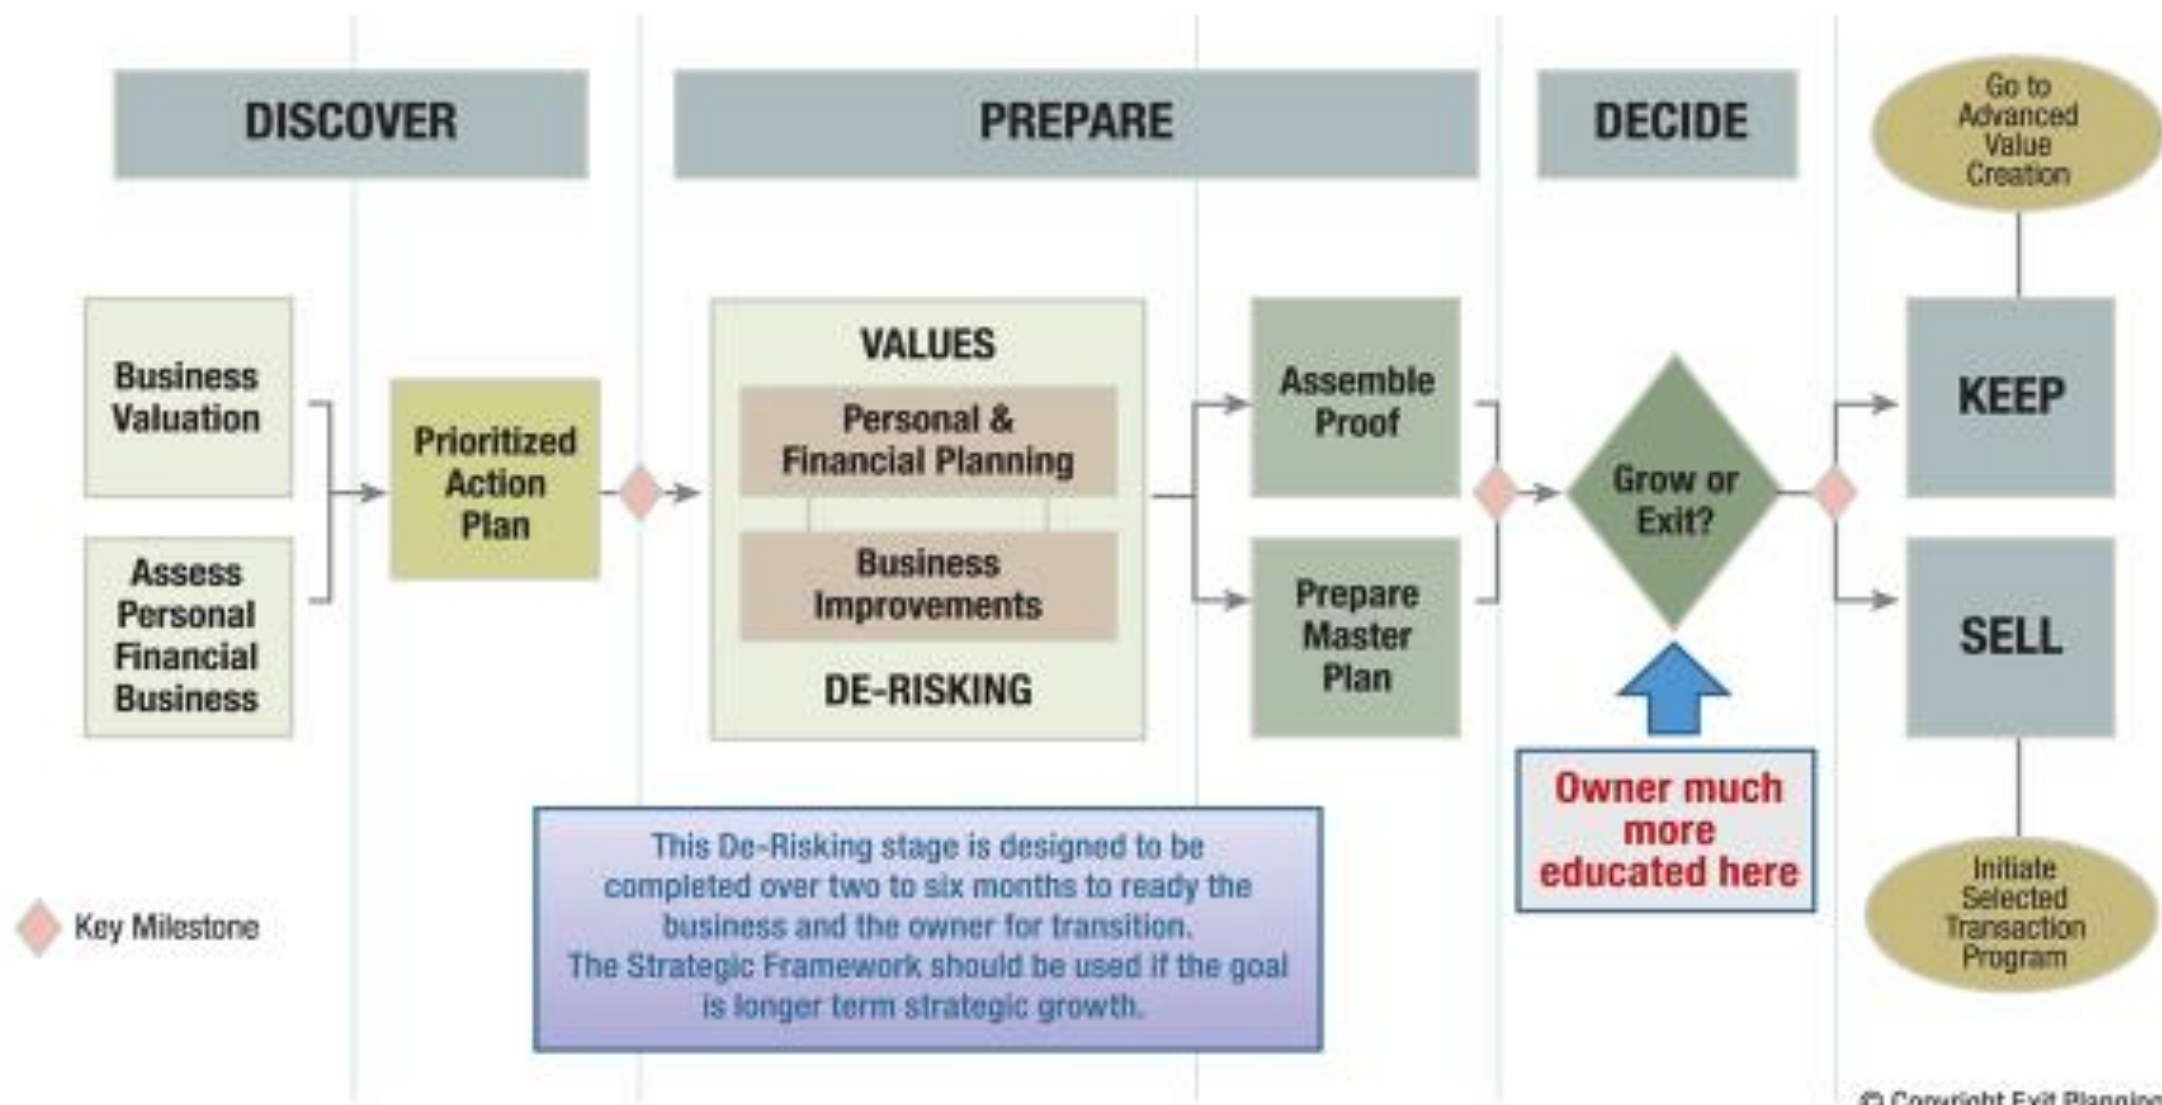 DISCOVER
PREPARE
DECIDE
Go to
Advanced
Value
Creation
Business
Valuation
Assess
Personal
Financial
Business
Prioritized
Action
Plan
VALUES
Personal &
Financial Planning
Business
Improvements
DE-RISKING
Assemble
Proof
Prepare
Master
Plan
Grow or
Exit?
KEEP
SELL
Owner much
more
educated here
This De-Risking stage is designed to be
completed over two to six months to ready the
business and the owner for transition.
The Strategic Framework should be used if the goal
is longer term strategic growth.
Initiate
Selected
Transaction
Program
Key Milestone
© Copyright Exit Planning